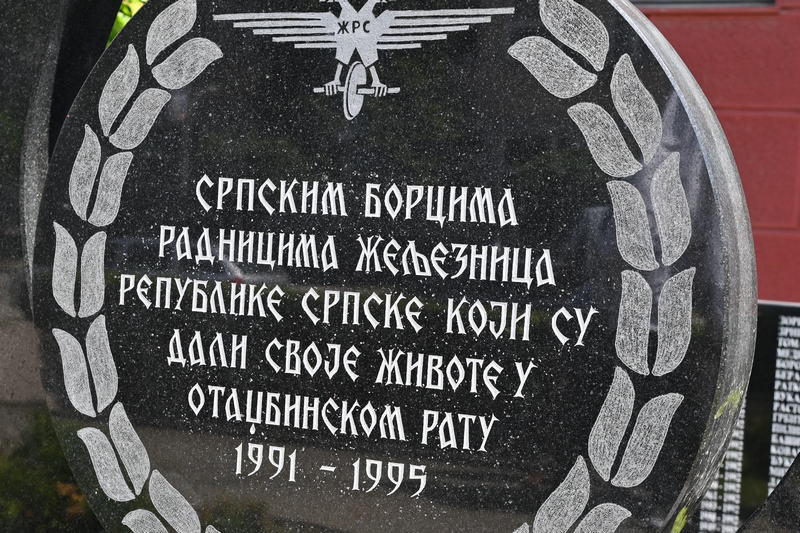 ЖРС
СРПСКИМ БОРЦИМА
РАДНИЦИМА ЖЕЉЕЗНИЦА
РЕПУБЛИКЕ СРПСКЕ КОЈИ СУ
ДАЛИ СВОЈЕ ЖИВОТЕ У
ОТАЏБИНСКОМ РАТУ
1991 - 1995